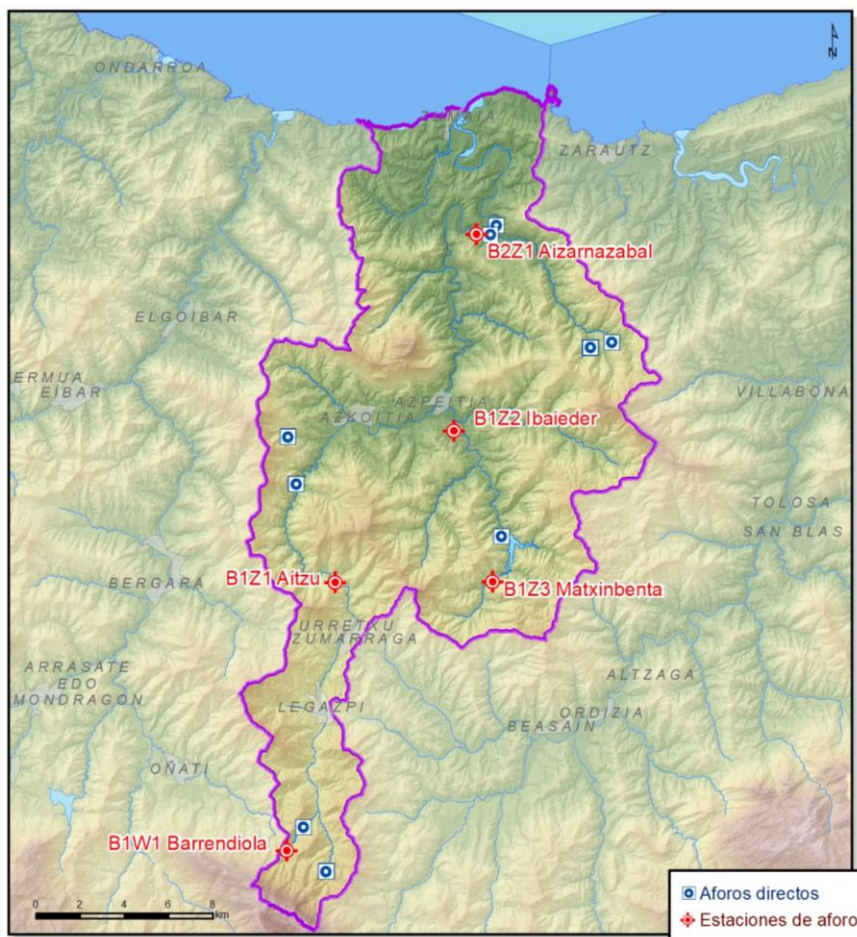 ONDARROA
ZUMAIA
ZARAUTZ
B2Z1 Aizarnazabal
ELGOIBAR
ERMUA
EIBAR
VILLABONA
AZPEITIA
AZKOITIA
B1Z2 Ibaieder
TOLOSA
SAN BLAS
BERGARA
B1Z1 Aitzu
B1Z3 Matxinbenta
URRETXU
ZUMARRAGA
ARRASATE
EDO
MONDRAGON
ALTZAGA
LEGAZPI
ORDIZIA
BEASAIN
OÑATI
B1W1 Barrendiola
0 2 4 8
km
Aforos directos
Estaciones de aforo